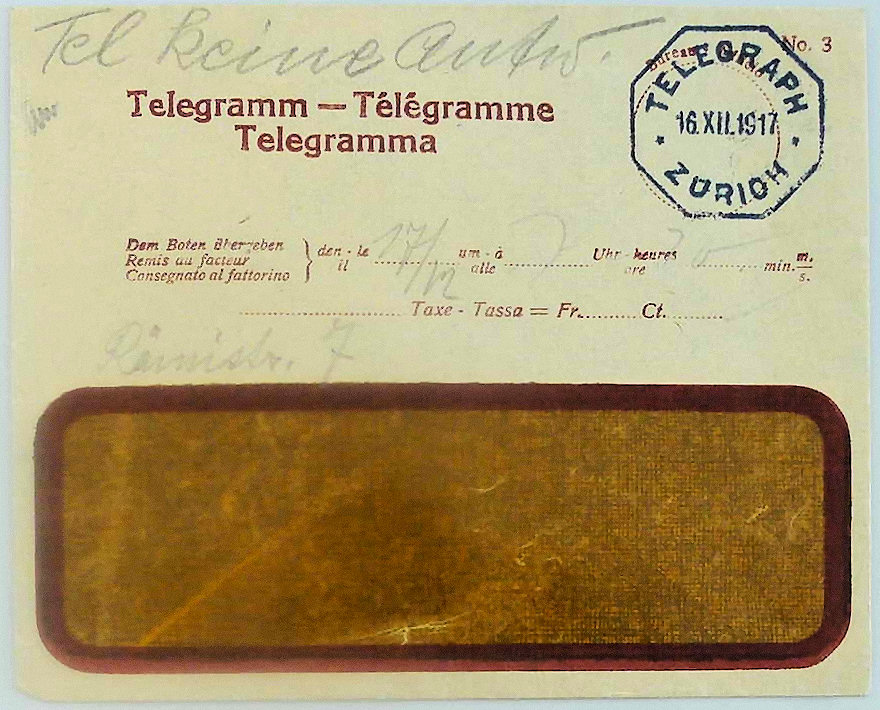 Tel keine Antw.
No. 3
Bureau
TELEGRAPH
16.XII.1917
ZÜRICH
Telegramm — Télégramme
Telegramma
Dem Boten übergeben
Remis au facteur
Consegnato al fattorino
den - le 17/12 um - à 7 Uhr - heures min. m.
il alle ore s.
Taxe - Tassa = Fr. Ct.
Rämistr. 7